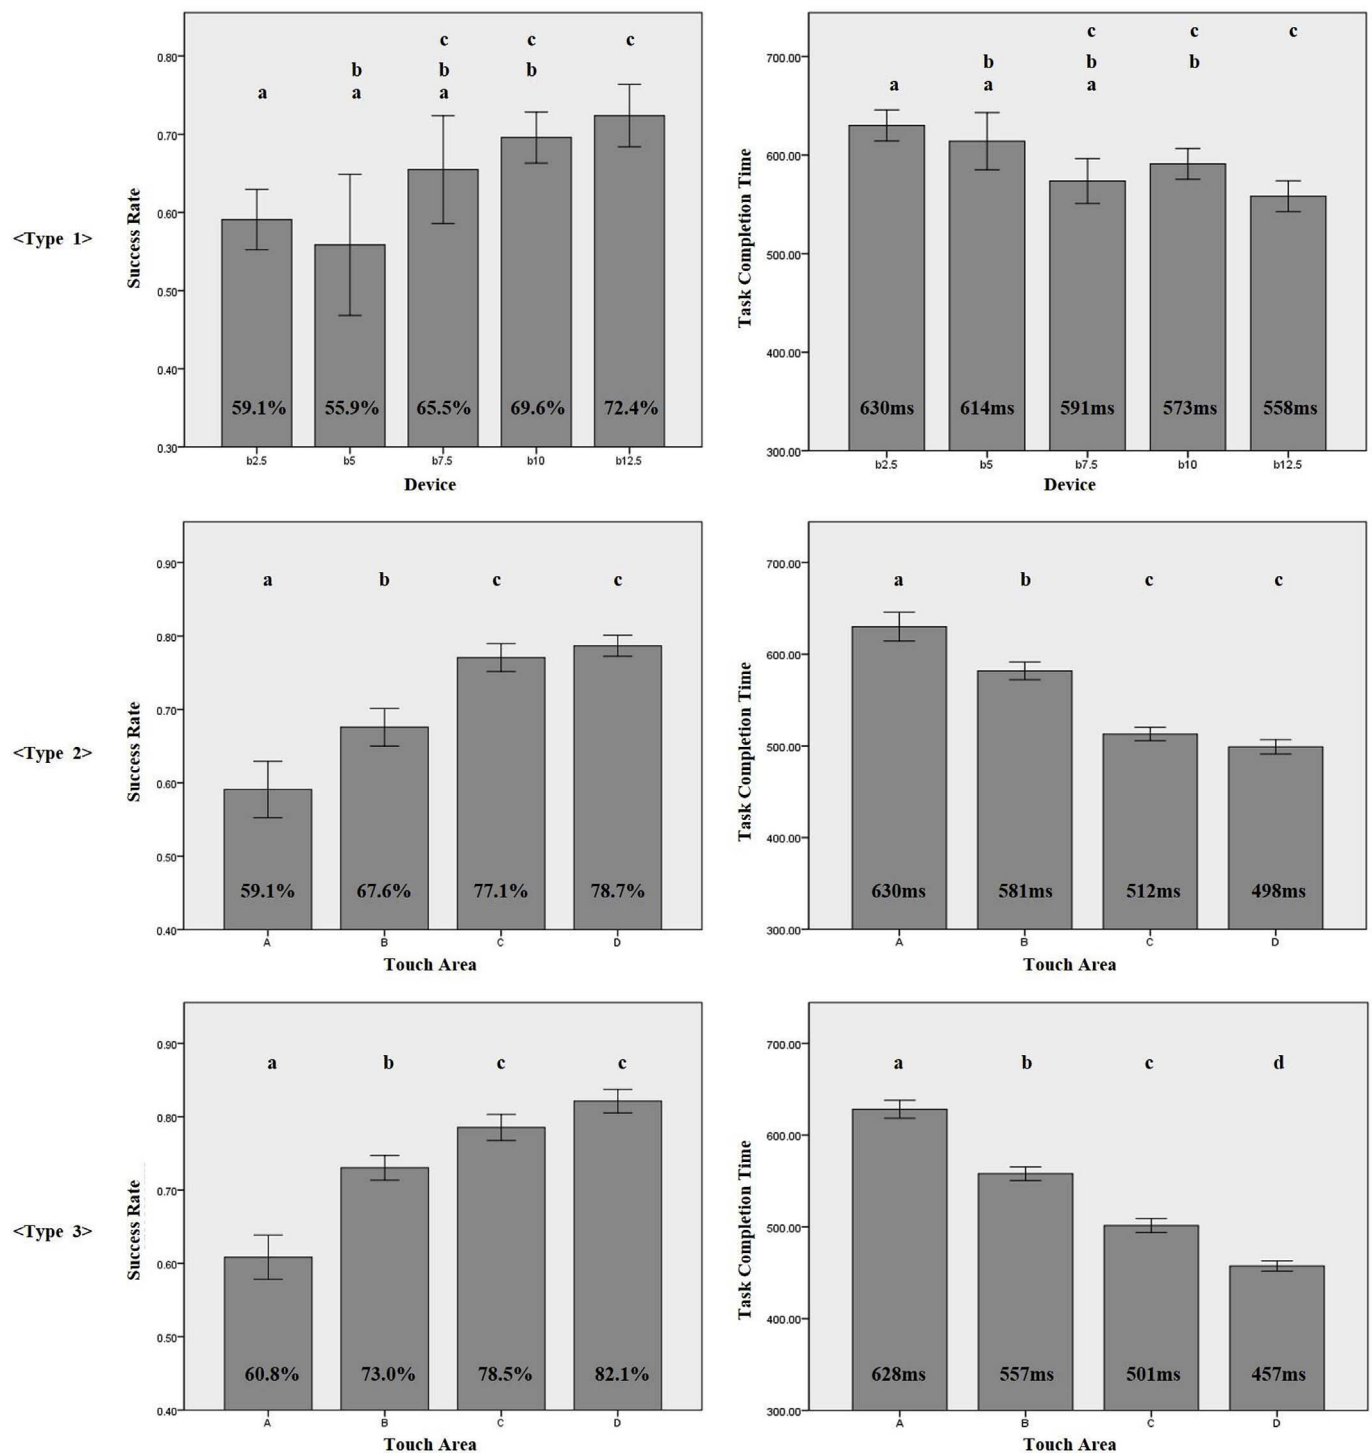 <Type 1>
Success Rate
0.80
0.70
0.60
0.50
0.40
0.30
c c c
b b b
a a a
59.1% 55.9% 65.5% 69.6% 72.4%
b2.5 b5 b7.5 b10 b12.5
Device
Task Completion Time
700.00
600.00
500.00
400.00
300.00
c c c
b b b
a a a
630ms 614ms 591ms 573ms 558ms
b2.5 b5 b7.5 b10 b12.5
Device
<Type 2>
Success Rate
0.90
0.80
0.70
0.60
0.50
0.40
a b c c
59.1% 67.6% 77.1% 78.7%
A B C D
Touch Area
Task Completion Time
700.00
600.00
500.00
400.00
300.00
a b c c
630ms 581ms 512ms 498ms
A B C D
Touch Area
<Type 3>
Success Rate
0.90
0.80
0.70
0.60
0.50
0.40
a b c c
60.8% 73.0% 78.5% 82.1%
A B C D
Touch Area
Task Completion Time
700.00
600.00
500.00
400.00
300.00
a b c d
628ms 557ms 501ms 457ms
A B C D
Touch Area